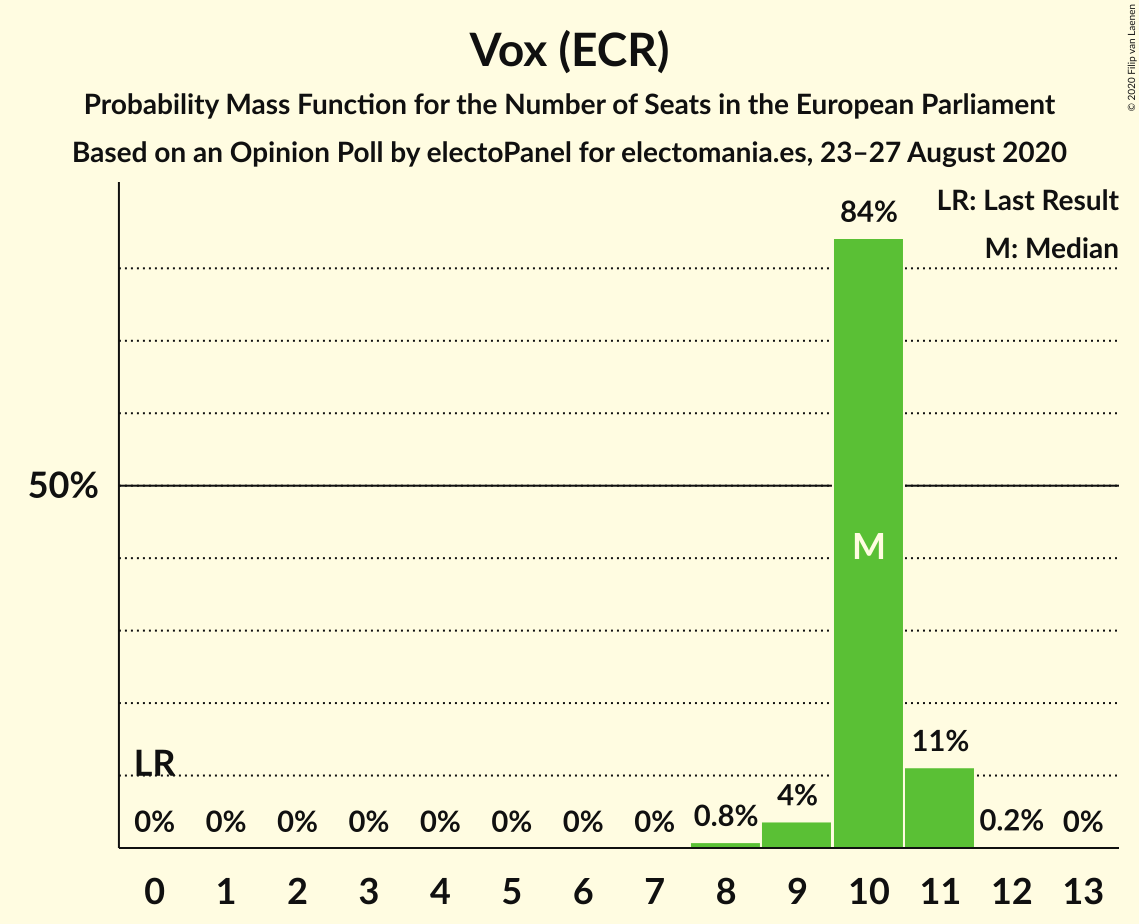 Vox (ECR)
Probability Mass Function for the Number of Seats in the European Parliament
Based on an Opinion Poll by electoPanel for electomania.es, 23–27 August 2020
© 2020 Filip van Laenen
LR: Last Result
M: Median
84%
50%
M
LR
11%
4%
0% 0% 0% 0% 0% 0% 0% 0% 0.8% 0.2% 0%
0 1 2 3 4 5 6 7 8 9 10 11 12 13